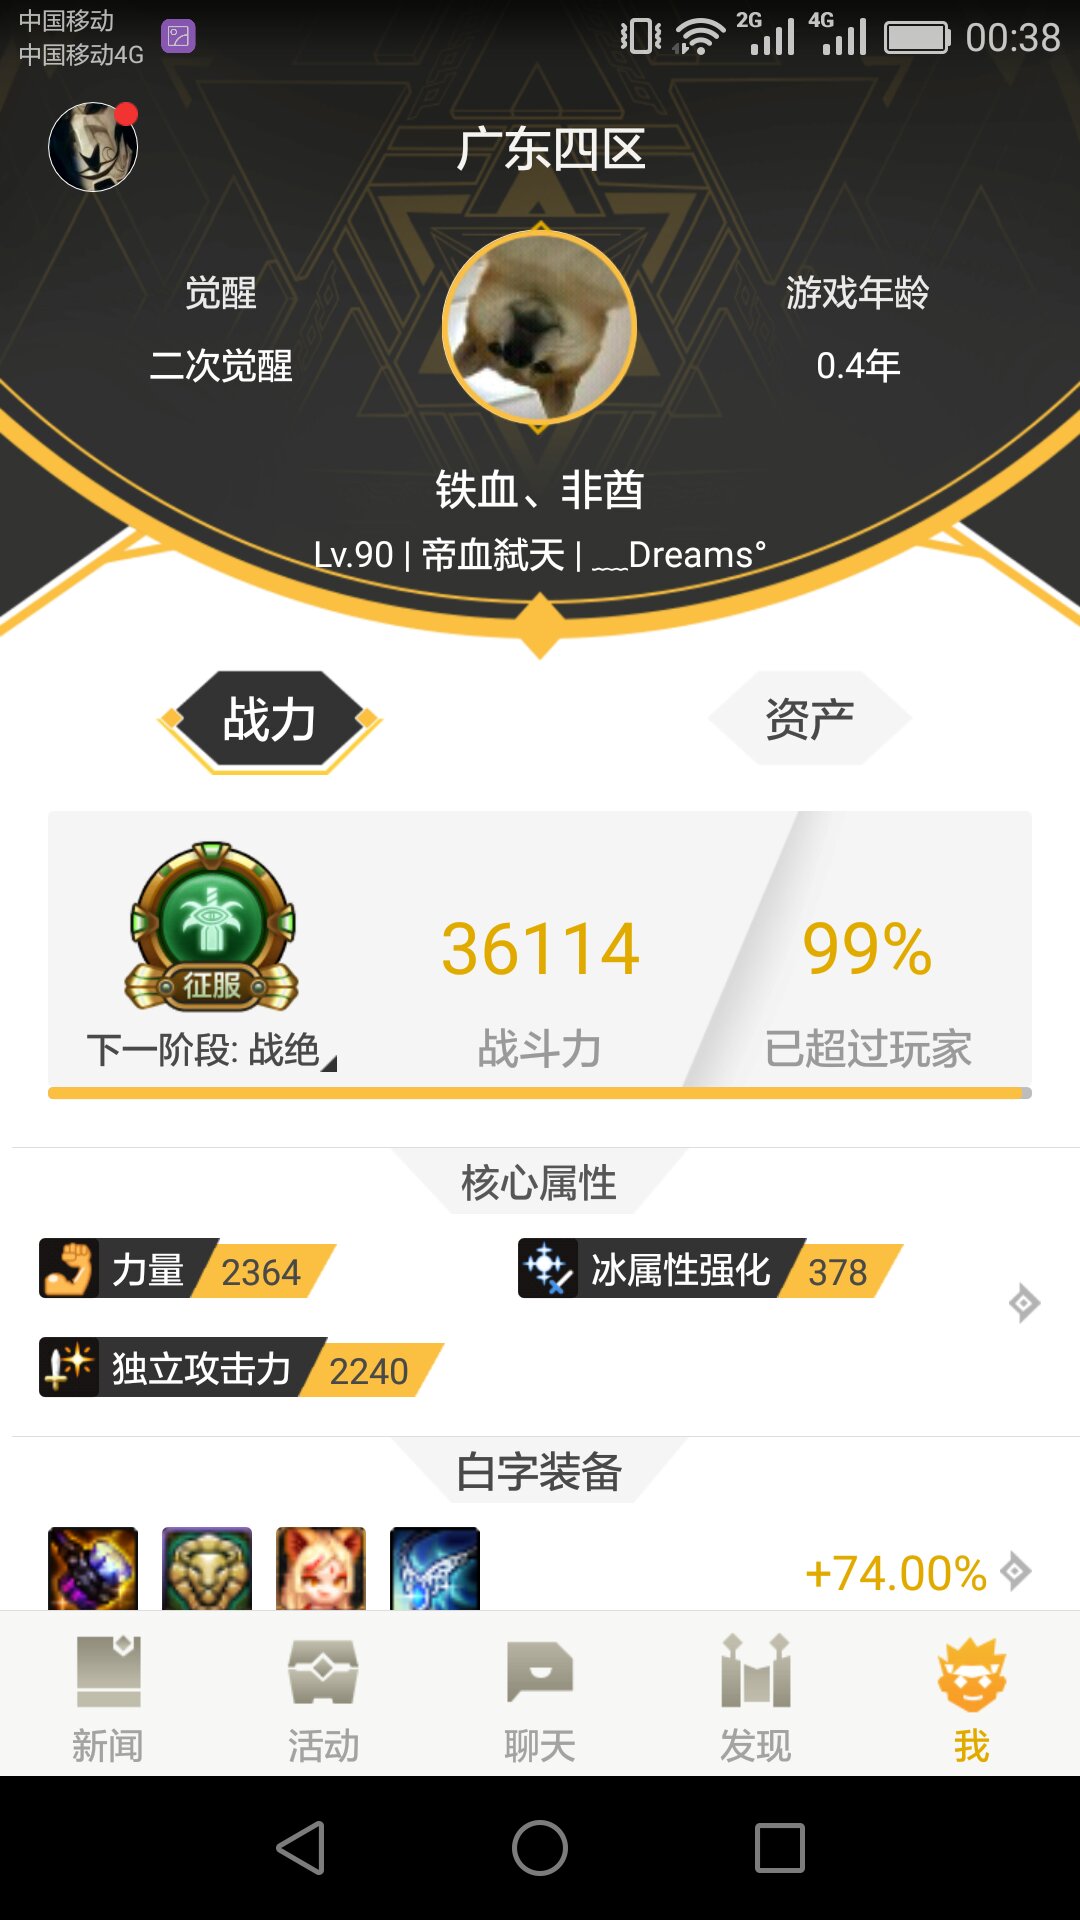 中国移动
中国移动4G
2G 4G 00:38
广东四区
觉醒
游戏年龄
二次觉醒
0.4年
铁血、非酋
Lv.90 | 帝血弑天 | ﹏Dreams°
战力
资产
征服
36114
99%
下一阶段: 战绝
战斗力
已超过玩家
核心属性
力量 2364
冰属性强化 378
独立攻击力 2240
白字装备
+74.00%
新闻
活动
聊天
发现
我